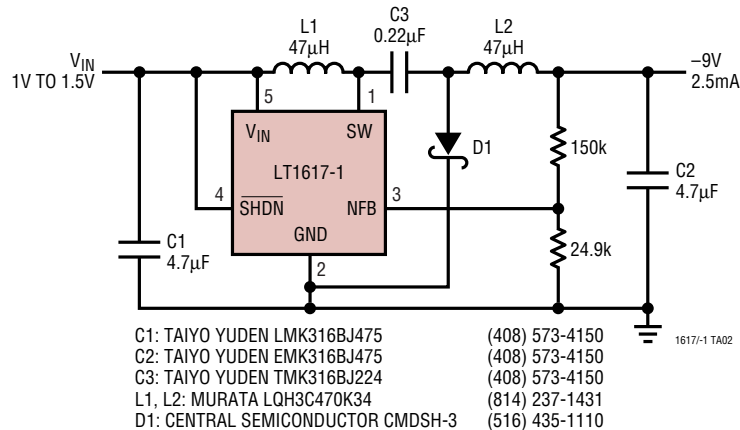 C3
0.22µF
L1
47µH
L2
47µH
VIN
1V TO 1.5V
–9V
2.5mA
5
1
VIN
SW
D1
150k
LT1617-1
C2
4.7µF
4
SHDN
NFB
3
GND
C1
4.7µF
24.9k
2
1617/-1 TA02
C1: TAIYO YUDEN LMK316BJ475 (408) 573-4150
C2: TAIYO YUDEN EMK316BJ475 (408) 573-4150
C3: TAIYO YUDEN TMK316BJ224 (408) 573-4150
L1, L2: MURATA LQH3C470K34 (814) 237-1431
D1: CENTRAL SEMICONDUCTOR CMDSH-3 (516) 435-1110